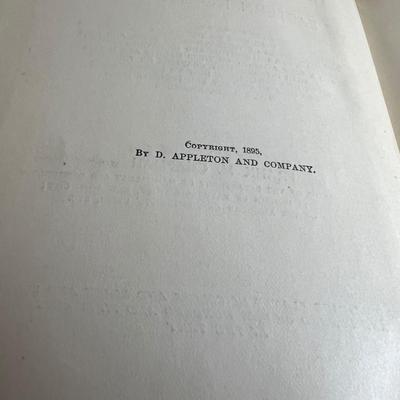 Copyright, 1895,
By D. APPLETON AND COMPANY.